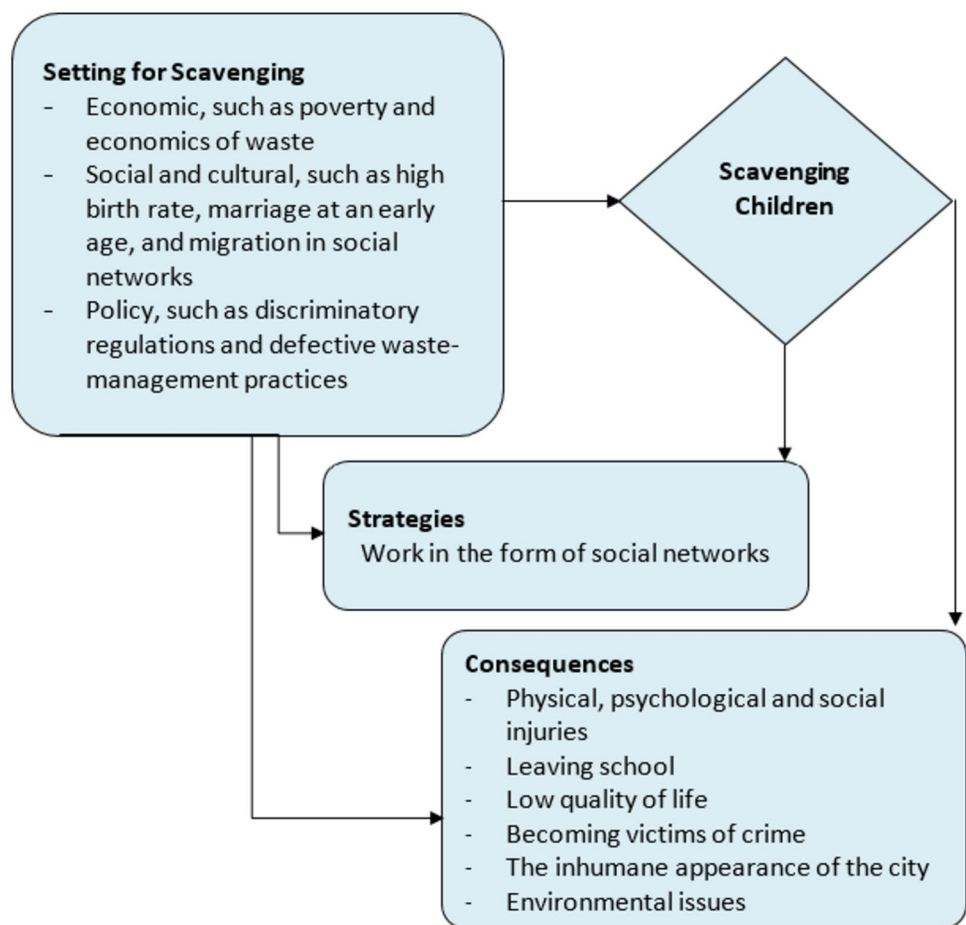 Setting for Scavenging
- Economic, such as poverty and
economics of waste
- Social and cultural, such as high
birth rate, marriage at an early
age, and migration in social
networks
- Policy, such as discriminatory
regulations and defective waste-
management practices
Scavenging
Children
Strategies
Work in the form of social networks
Consequences
- Physical, psychological and social
injuries
- Leaving school
- Low quality of life
- Becoming victims of crime
- The inhumane appearance of the city
- Environmental issues